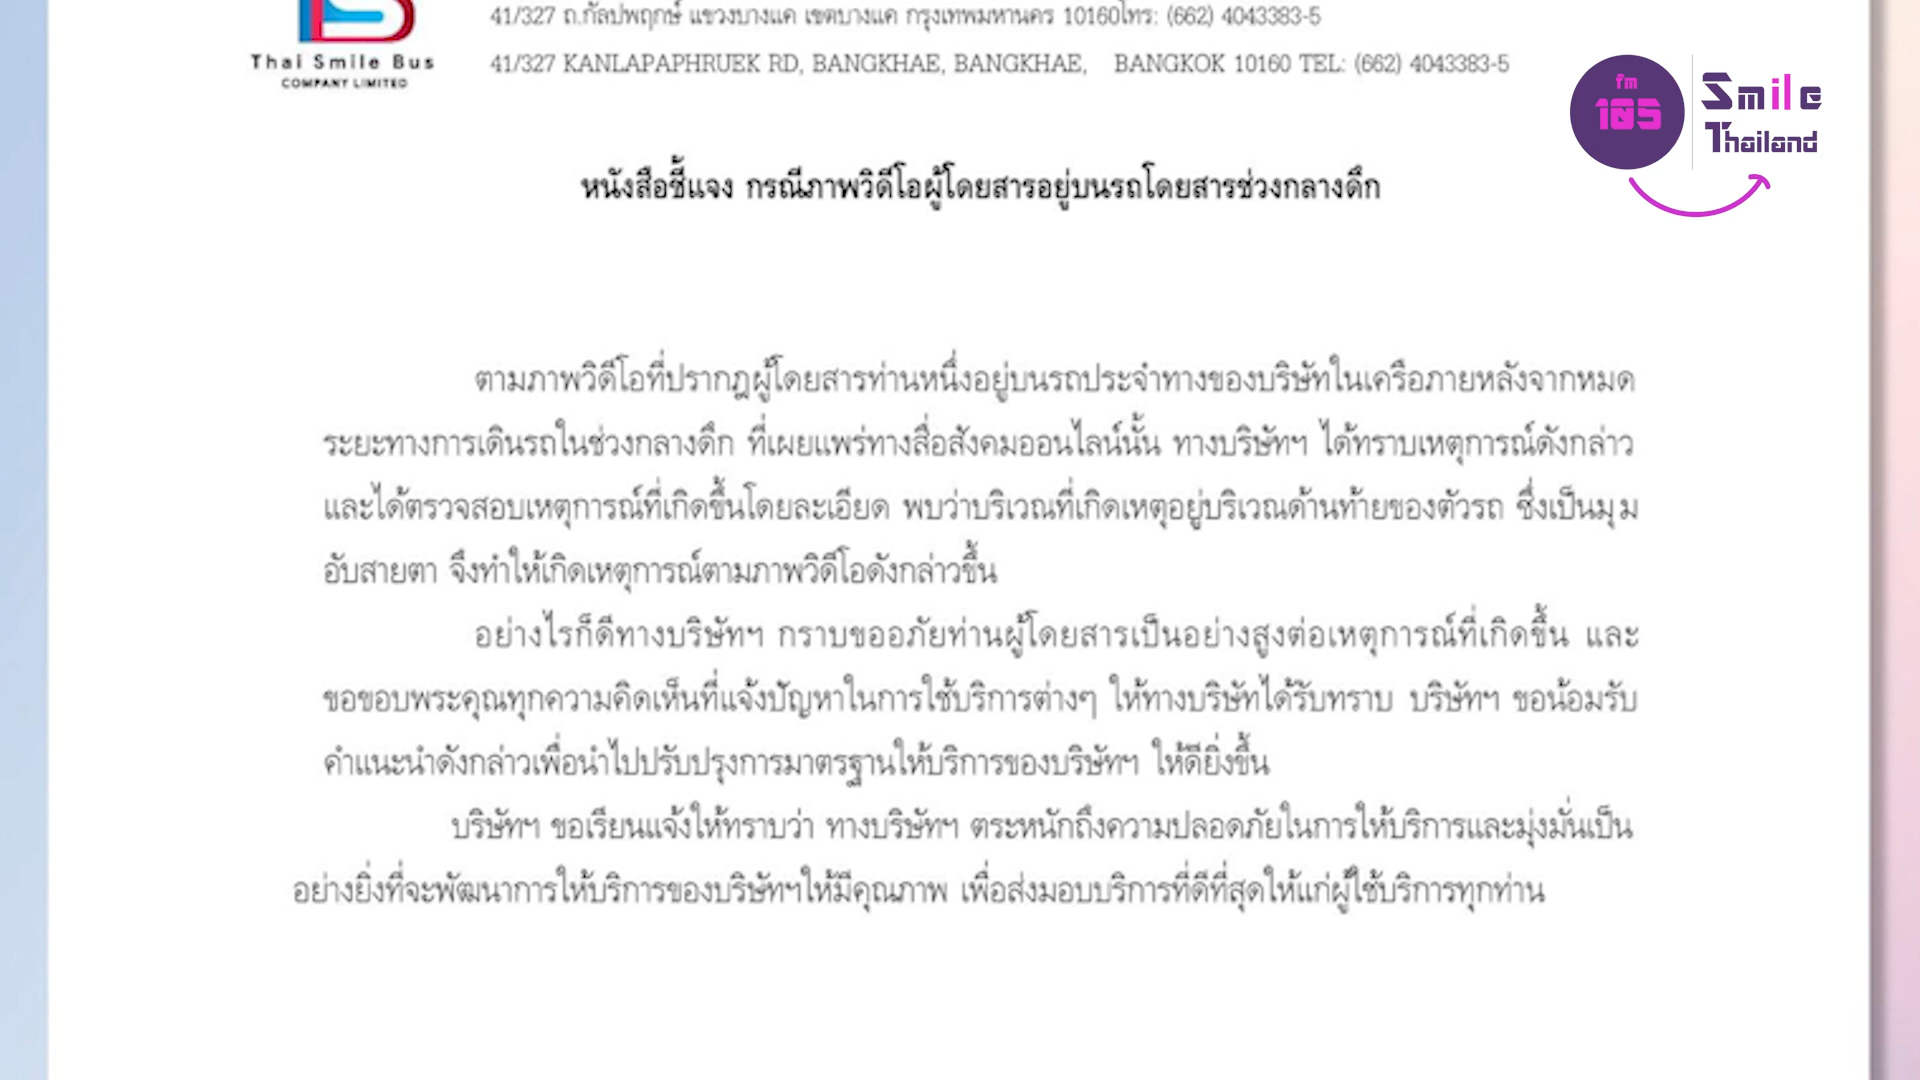 41/327 ถ.กัลปพฤกษ์ แขวงบางแค เขตบางแค กรุงเทพมหานคร 10160โทร: (662) 4043383-5
Thai Smile Bus
COMPANY LIMITED
41/327 KANLAPAPHRUEK RD, BANGKHAE, BANGKHAE, BANGKOK 10160 TEL: (662) 4043383-5
fm
105
Smile
Thailand
หนังสือชี้แจง กรณีภาพวิดีโอผู้โดยสารอยู่บนรถโดยสารช่วงกลางดึก
ตามภาพวิดีโอที่ปรากฎผู้โดยสารท่านหนึ่งอยู่บนรถประจำทางของบริษัทในเครือภายหลังจากหมด
ระยะทางการเดินรถในช่วงกลางดึก ที่เผยแพร่ทางสื่อสังคมออนไลน์นั้น ทางบริษัทฯ ได้ทราบเหตุการณ์ดังกล่าว
และได้ตรวจสอบเหตุการณ์ที่เกิดขึ้นโดยละเอียด พบว่าบริเวณที่เกิดเหตุอยู่บริเวณด้านท้ายของตัวรถ ซึ่งเป็นมุม
อับสายตา จึงทำให้เกิดเหตุการณ์ตามภาพวิดีโอดังกล่าวขึ้น
อย่างไรก็ดีทางบริษัทฯ กราบขออภัยท่านผู้โดยสารเป็นอย่างสูงต่อเหตุการณ์ที่เกิดขึ้น และ
ขอขอบพระคุณทุกความคิดเห็นที่แจ้งปัญหาในการใช้บริการต่างๆ ให้ทางบริษัทได้รับทราบ บริษัทฯ ขอน้อมรับ
คำแนะนำดังกล่าวเพื่อนำไปปรับปรุงการมาตรฐานให้บริการของบริษัทฯ ให้ดียิ่งขึ้น
บริษัทฯ ขอเรียนแจ้งให้ทราบว่า ทางบริษัทฯ ตระหนักถึงความปลอดภัยในการให้บริการและมุ่งมั่นเป็น
อย่างยิ่งที่จะพัฒนาการให้บริการของบริษัทฯให้มีคุณภาพ เพื่อส่งมอบบริการที่ดีที่สุดให้แก่ผู้ใช้บริการทุกท่าน